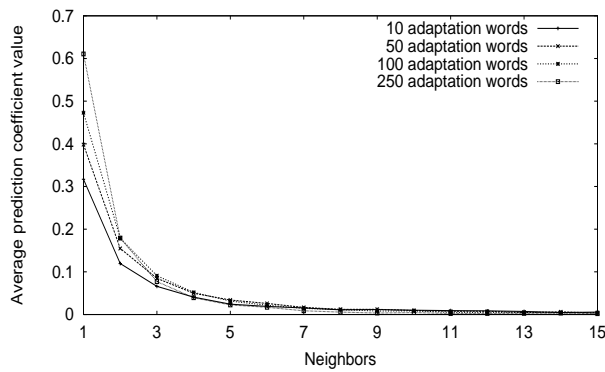 0.7
0.6
0.5
0.4
0.3
0.2
0.1
0
Average prediction coefficient value
10 adaptation words
50 adaptation words
100 adaptation words
250 adaptation words
1 3 5 7 9 11 13 15
Neighbors